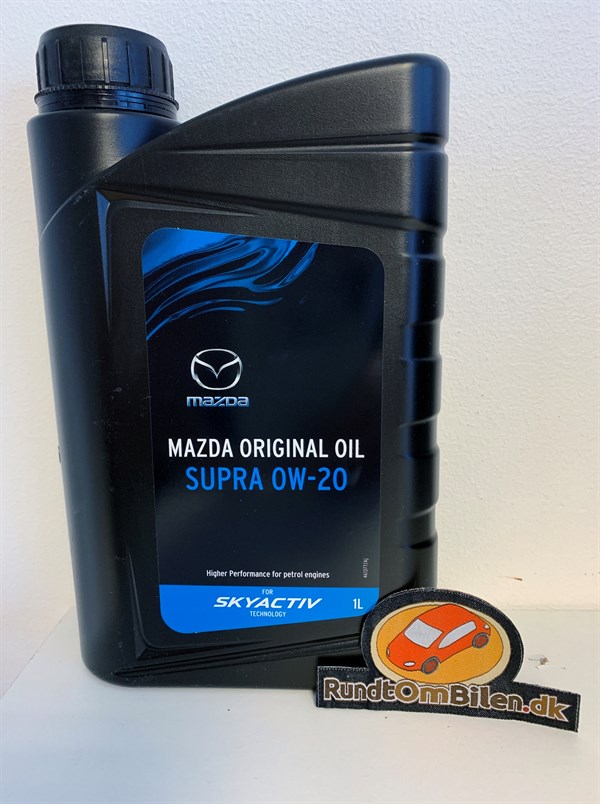 mazda
MAZDA ORIGINAL OIL
SUPRA 0W-20
Higher Performance for petrol engines
FOR
SKYACTIV
TECHNOLOGY
1L
RundtOmBilen.dk